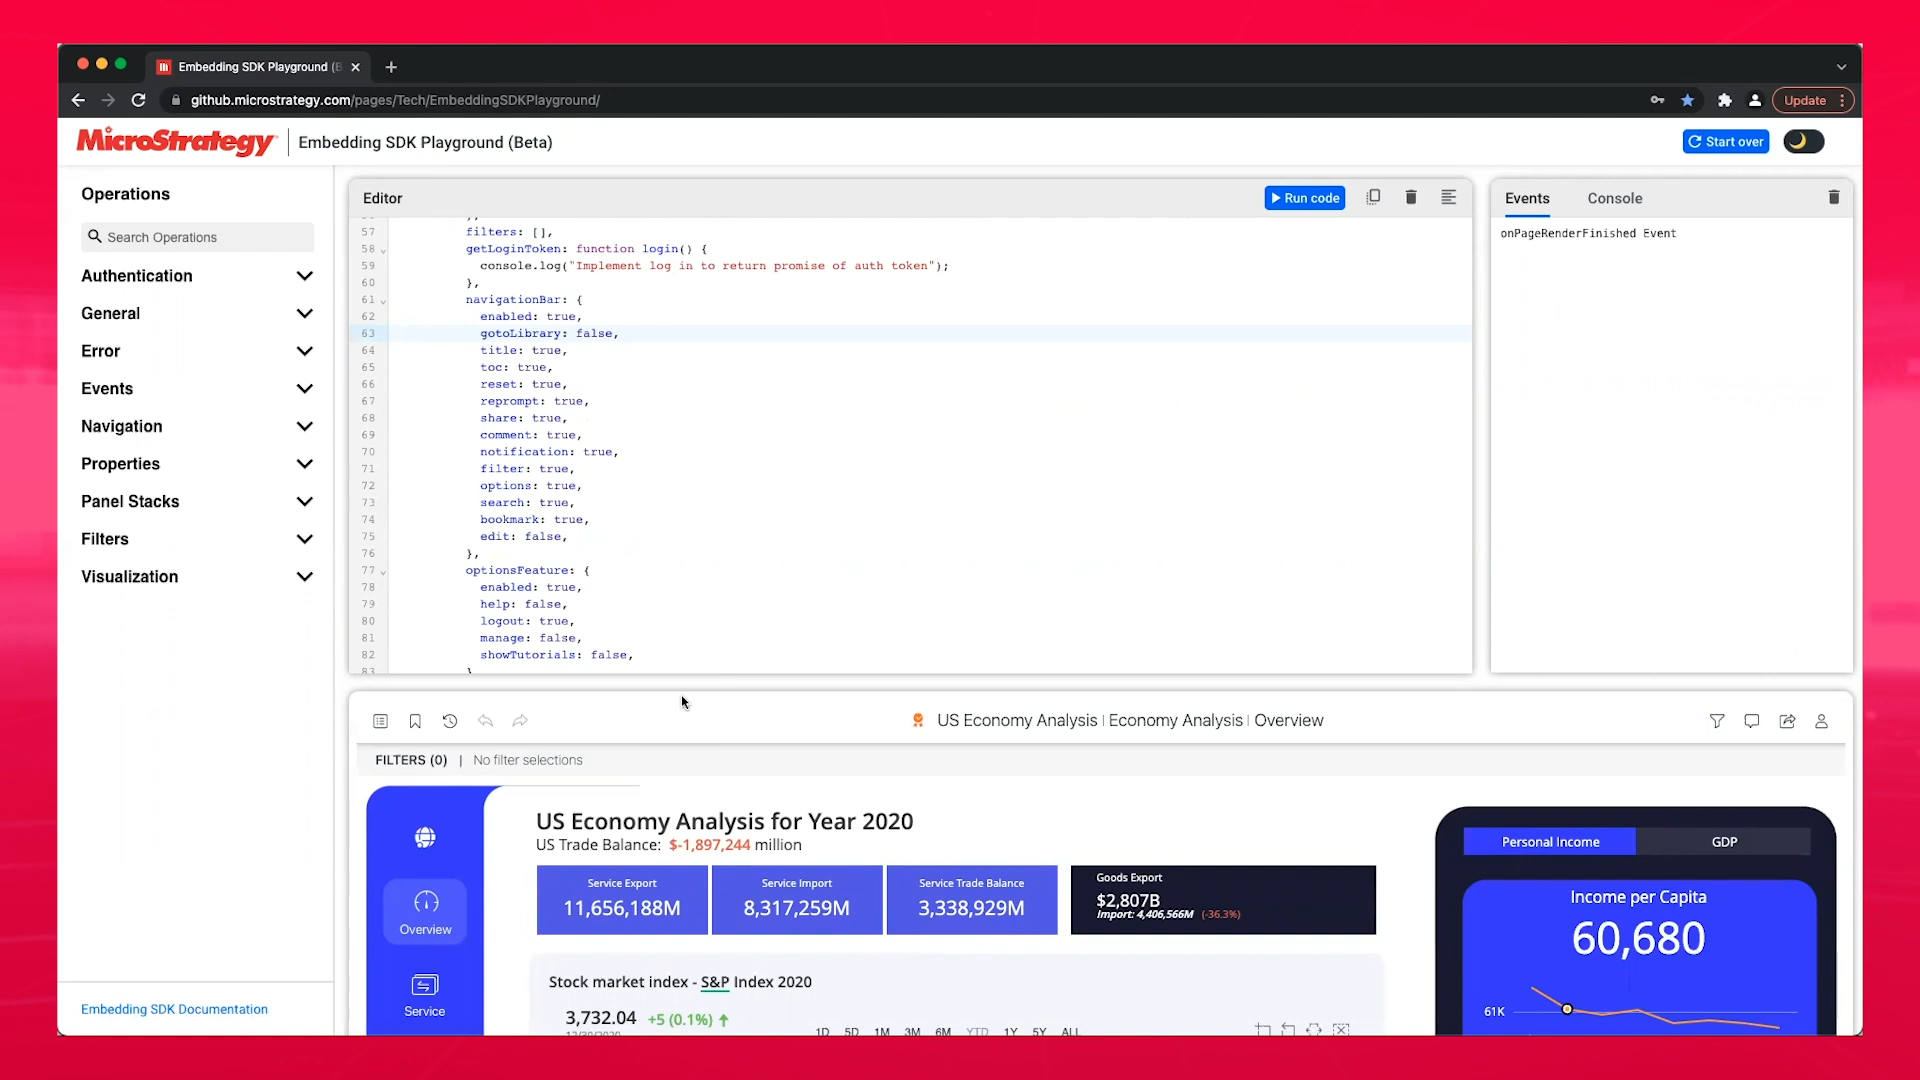 Embedding SDK Playground (B
github.microstrategy.com/pages/Tech/EmbeddingSDKPlayground/
Update
MicroStrategy
Embedding SDK Playground (Beta)
Start over
Operations
Search Operations
Authentication
General
Error
Events
Navigation
Properties
Panel Stacks
Filters
Visualization
Embedding SDK Documentation
Editor
Run code
57 filters: [],
58 getLoginToken: function login() {
59 console.log("Implement log in to return promise of auth token");
60 },
61 navigationBar: {
62 enabled: true,
63 gotoLibrary: false,
64 title: true,
65 toc: true,
66 reset: true,
67 reprompt: true,
68 share: true,
69 comment: true,
70 notification: true,
71 filter: true,
72 options: true,
73 search: true,
74 bookmark: true,
75 edit: false,
76 },
77 optionsFeature: {
78 enabled: true,
79 help: false,
80 logout: true,
81 manage: false,
82 showTutorials: false,
83 }
Events Console
onPageRenderFinished Event
US Economy Analysis | Economy Analysis | Overview
FILTERS (0) | No filter selections
Overview
Service
US Economy Analysis for Year 2020
US Trade Balance: $-1,897,244 million
Service Export
11,656,188M
Service Import
8,317,259M
Service Trade Balance
3,338,929M
Goods Export
$2,807B
Import: 4,406,566M (-36.3%)
Stock market index - S&P Index 2020
3,732.04 +5 (0.1%)
1D 5D 1M 3M 6M YTD 1Y 5Y ALL
Personal Income GDP
Income per Capita
60,680
61K